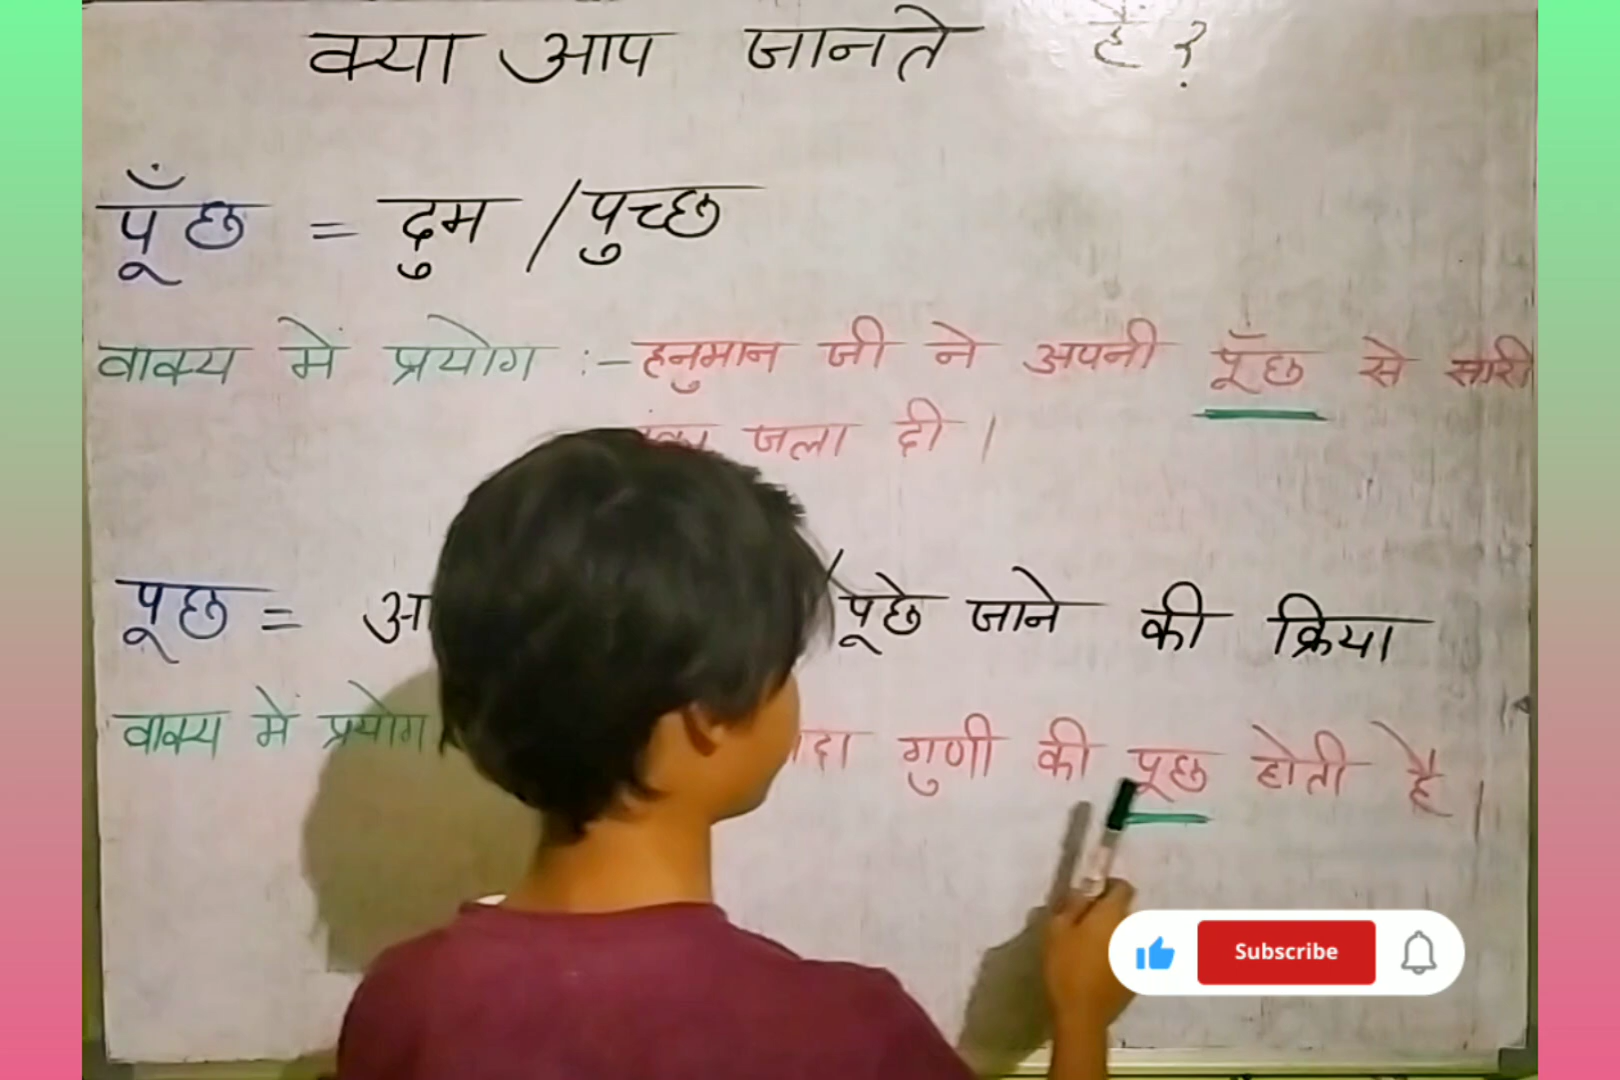 क्या आप जानते हैं?
पूँछ = दुम / पुच्छ
वाक्य में प्रयोग :- हनुमान जी ने अपनी पूँछ से सारी
जला दी।
पूछ = / पूछे जाने की क्रिया
वाक्य में प्रयोग गुणी की पूछ होती है।
Subscribe